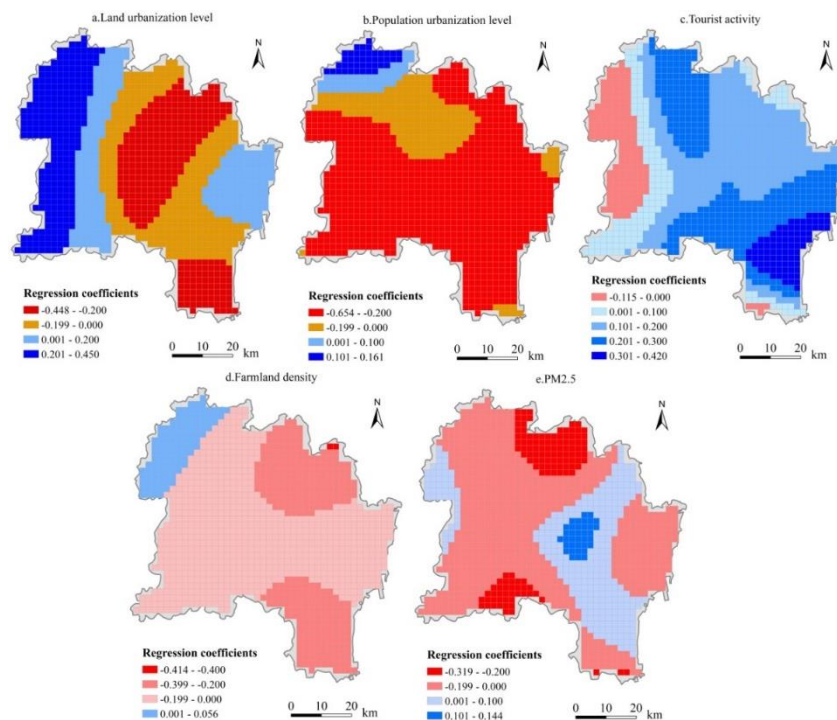 a.Land urbanization level
N
Regression coefficients
-0.448 - -0.200
-0.199 - 0.000
0.001 - 0.200
0.201 - 0.450
0 10 20
km
b.Population urbanization level
N
Regression coefficients
-0.654 - -0.200
-0.199 - 0.000
0.001 - 0.100
0.101 - 0.161
0 10 20
km
c.Tourist activity
N
Regression coefficients
-0.115 - 0.000
0.001 - 0.100
0.101 - 0.200
0.201 - 0.300
0.301 - 0.420
0 10 20
km
d.Farmland density
N
Regression coefficients
-0.414 - -0.400
-0.399 - -0.200
-0.199 - 0.000
0.001 - 0.056
0 10 20
km
e.PM2.5
N
Regression coefficients
-0.319 - -0.200
-0.199 - 0.000
0.001 - 0.100
0.101 - 0.144
0 10 20
km